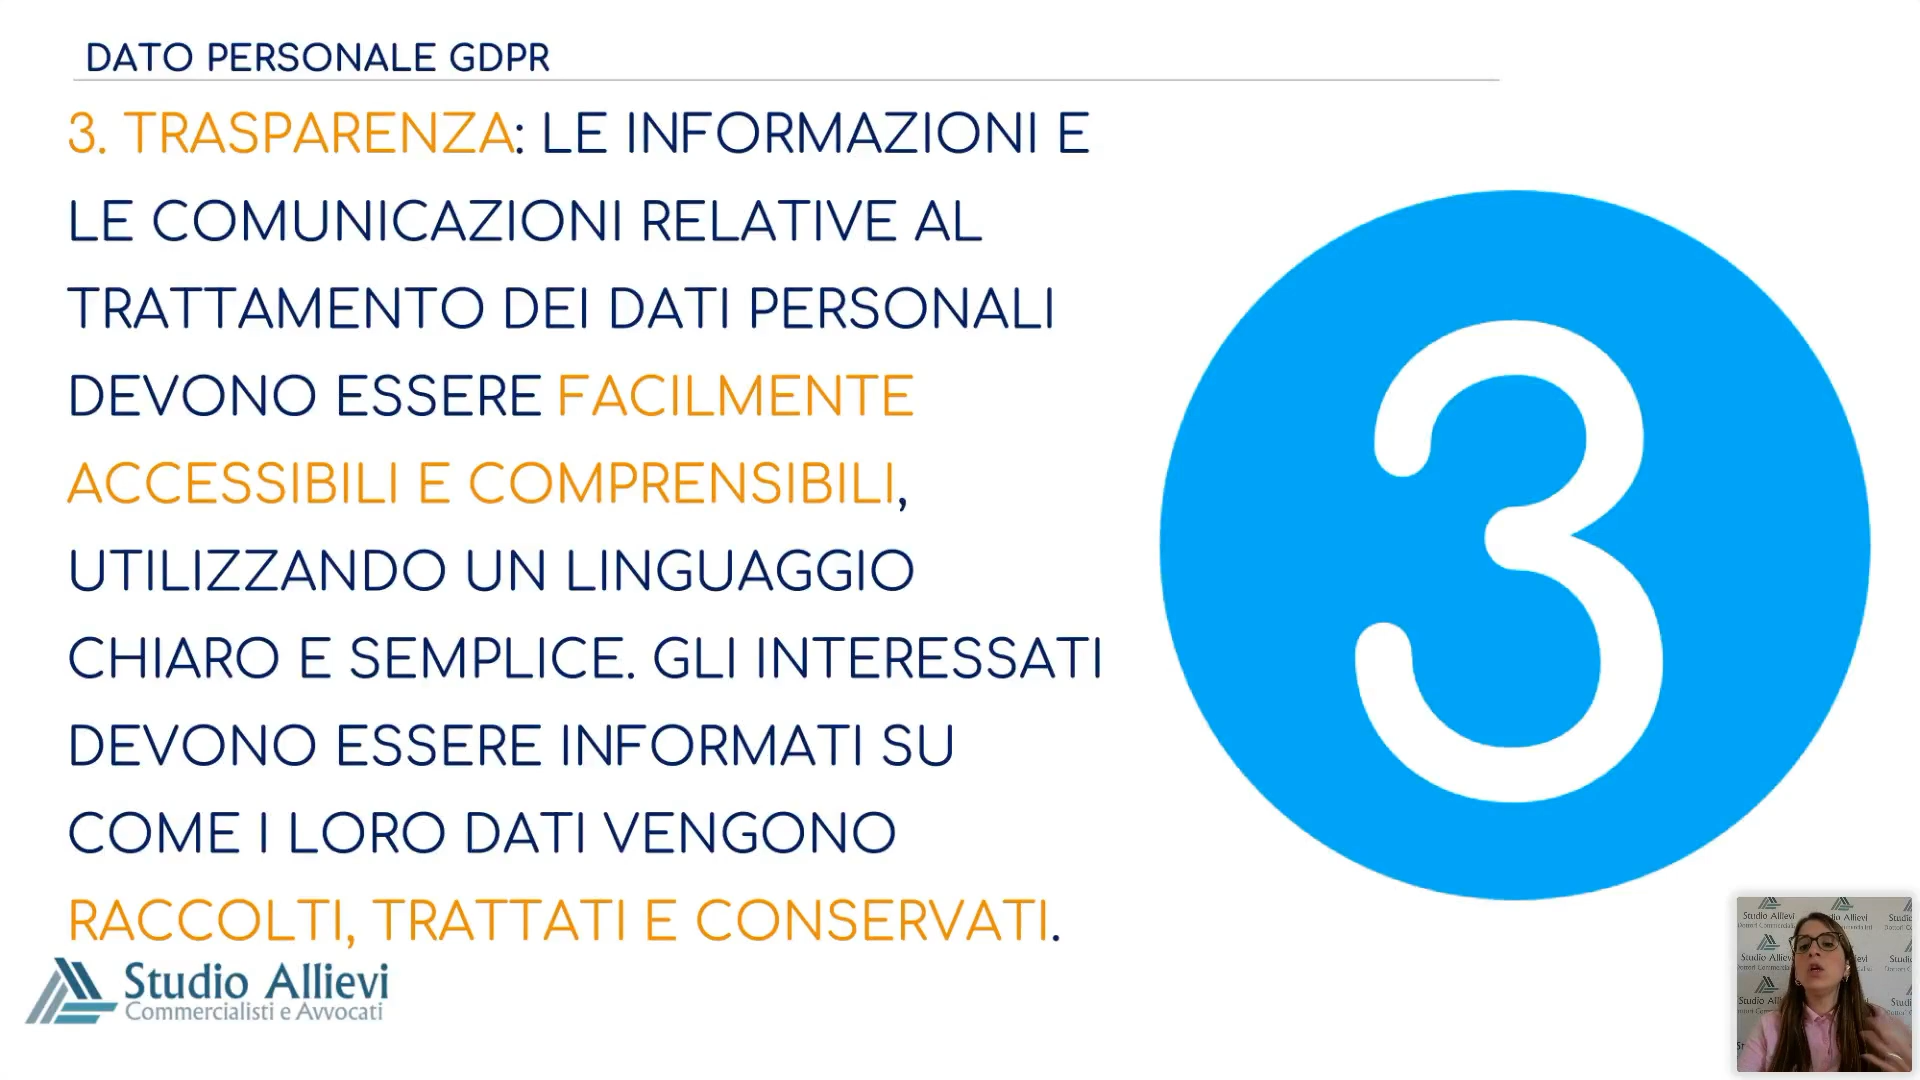 DATO PERSONALE GDPR
3. TRASPARENZA: LE INFORMAZIONI E
LE COMUNICAZIONI RELATIVE AL
TRATTAMENTO DEI DATI PERSONALI
DEVONO ESSERE FACILMENTE
ACCESSIBILI E COMPRENSIBILI,
UTILIZZANDO UN LINGUAGGIO
CHIARO E SEMPLICE. GLI INTERESSATI
DEVONO ESSERE INFORMATI SU
COME I LORO DATI VENGONO
RACCOLTI, TRATTATI E CONSERVATI.
3
Studio Allievi
Commercialisti e Avvocati
Studio Allievi